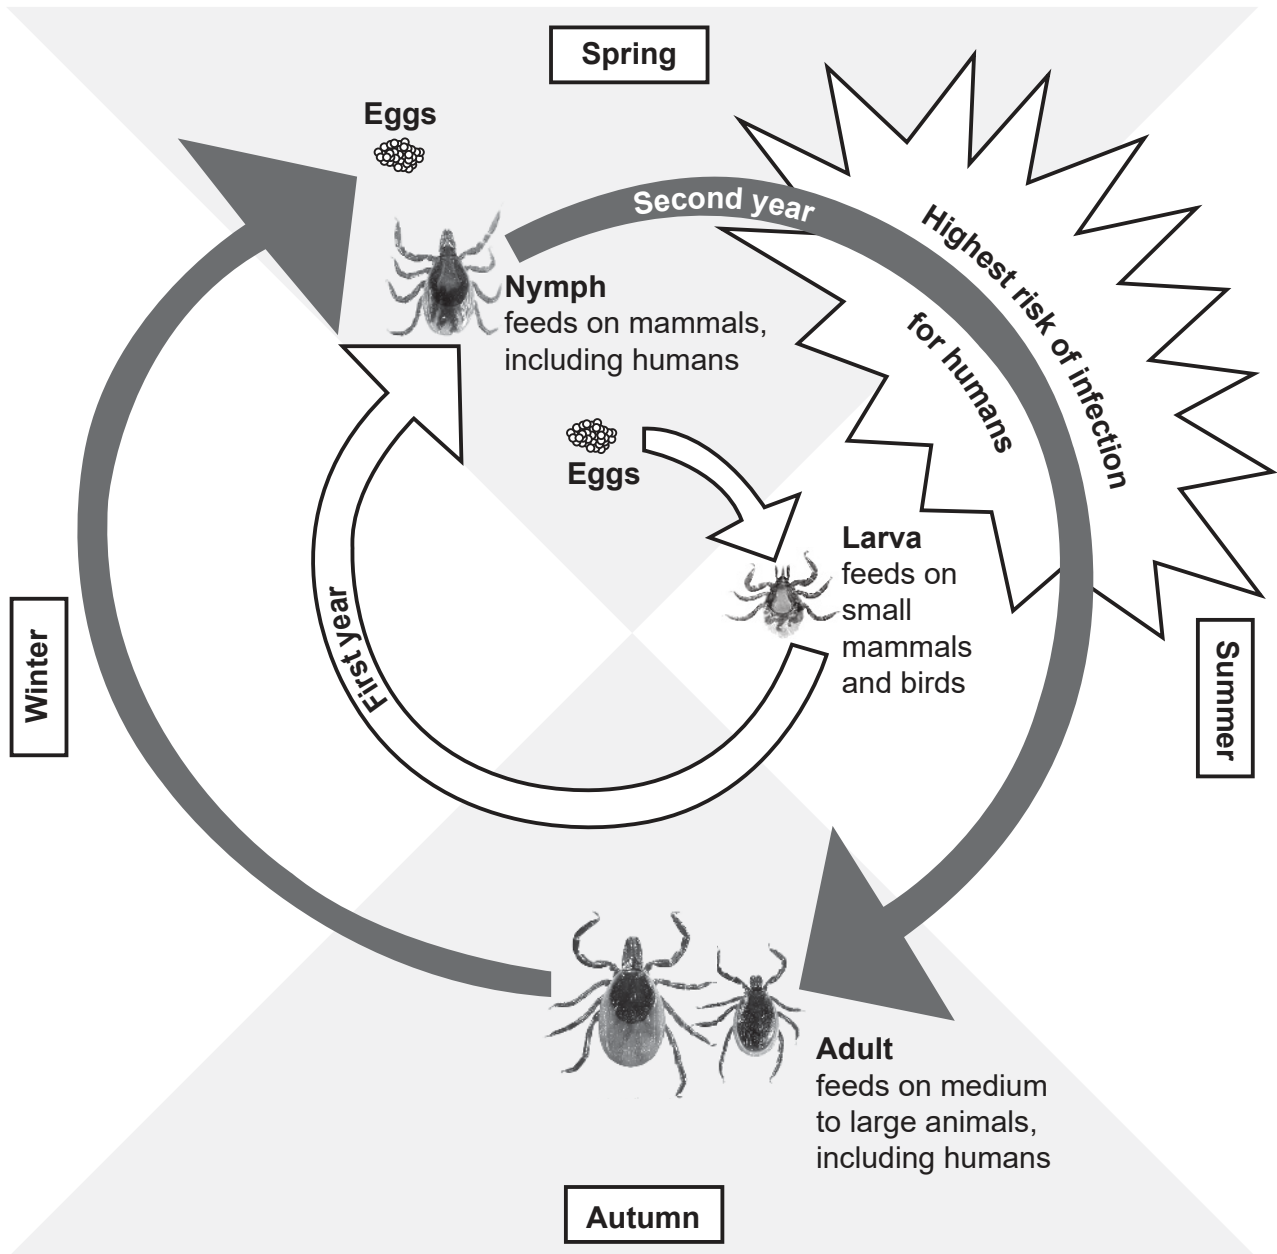 Spring
Eggs
Second year
Highest risk of infection
for humans
Nymph
feeds on mammals,
including humans
Eggs
Larva
feeds on
small
mammals
and birds
First year
Winter
Summer
Adult
feeds on medium
to large animals,
including humans
Autumn